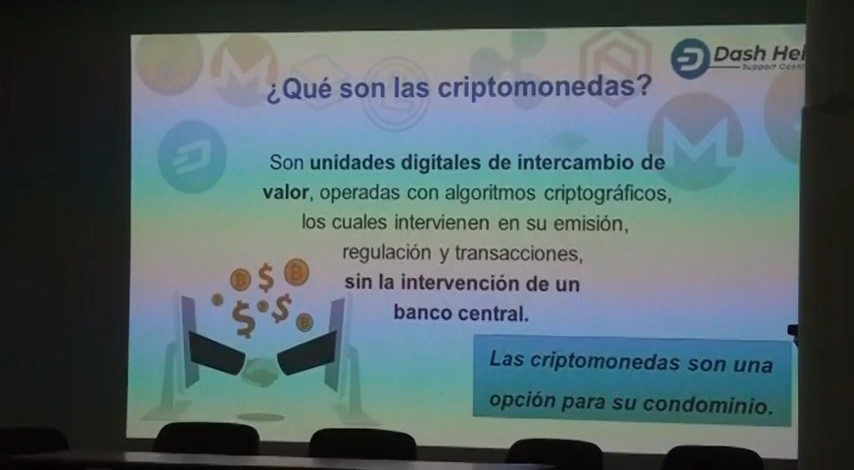 Dash Hel
Support Cent
¿Qué son las criptomonedas?
Son unidades digitales de intercambio de
valor, operadas con algoritmos criptográficos,
los cuales intervienen en su emisión,
regulación y transacciones,
sin la intervención de un
banco central.
Las criptomonedas son una
opción para su condominio.